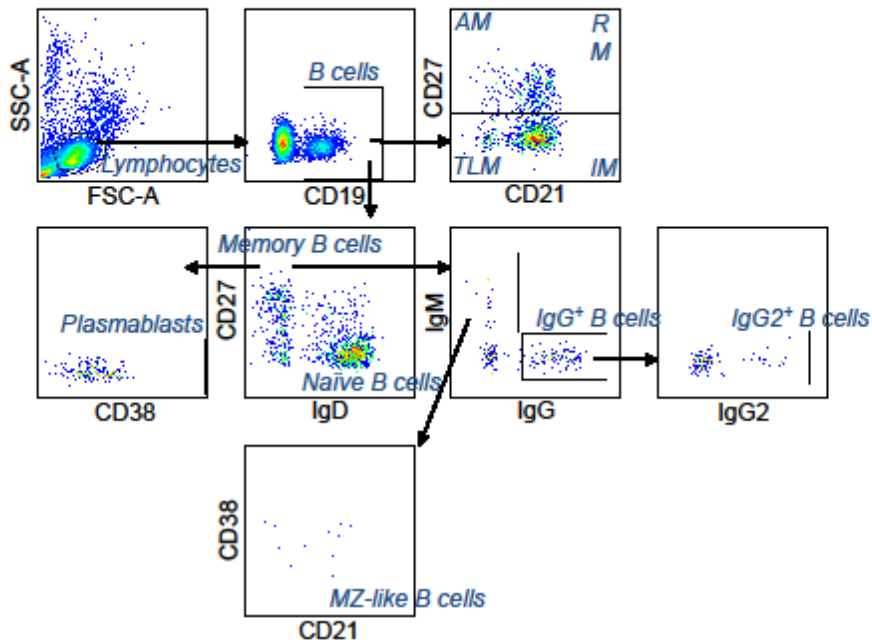 SSC-A
Lymphocytes
FSC-A
B cells
CD19
AM
R
M
CD27
TLM
IM
CD21
Plasmablasts
CD38
Memory B cells
CD27
Naïve B cells
IgD
IgM
IgG⁺ B cells
IgG
IgG2⁺ B cells
IgG2
CD38
MZ-like B cells
CD21